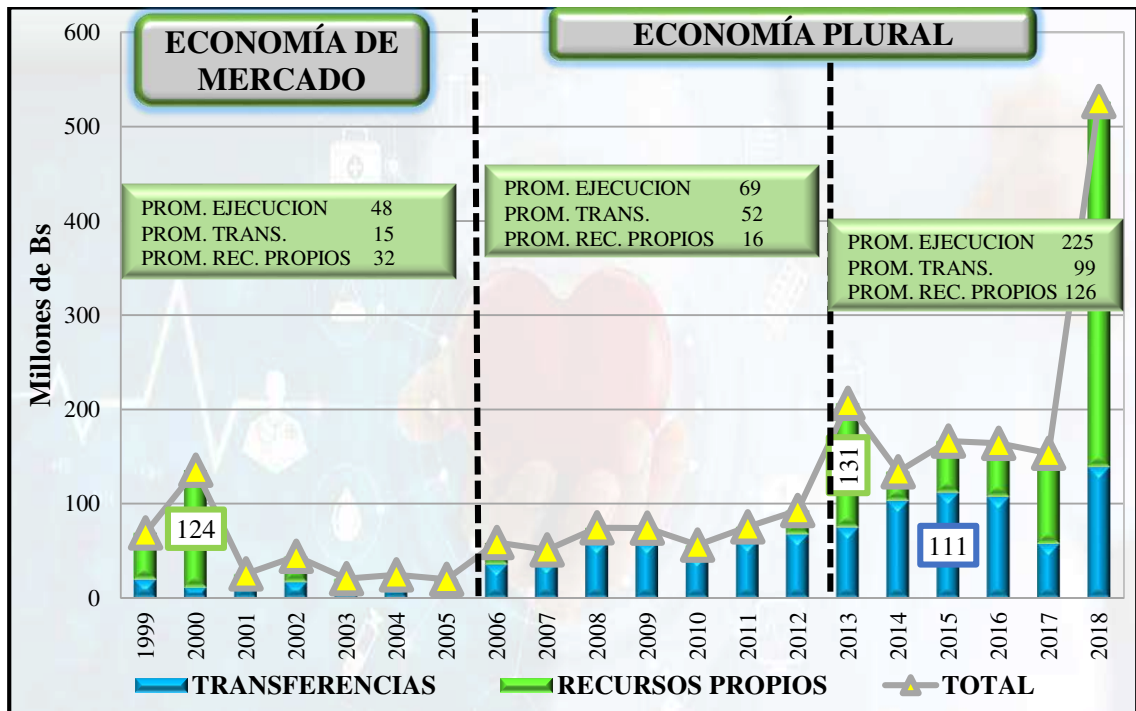 ECONOMÍA DE
MERCADO
ECONOMÍA PLURAL
Millones de Bs
600
500
400
300
200
100
0
PROM. EJECUCION 48
PROM. TRANS. 15
PROM. REC. PROPIOS 32
PROM. EJECUCION 69
PROM. TRANS. 52
PROM. REC. PROPIOS 16
PROM. EJECUCION 225
PROM. TRANS. 99
PROM. REC. PROPIOS 126
124
131
111
1999
2000
2001
2002
2003
2004
2005
2006
2007
2008
2009
2010
2011
2012
2013
2014
2015
2016
2017
2018
TRANSFERENCIAS
RECURSOS PROPIOS
TOTAL